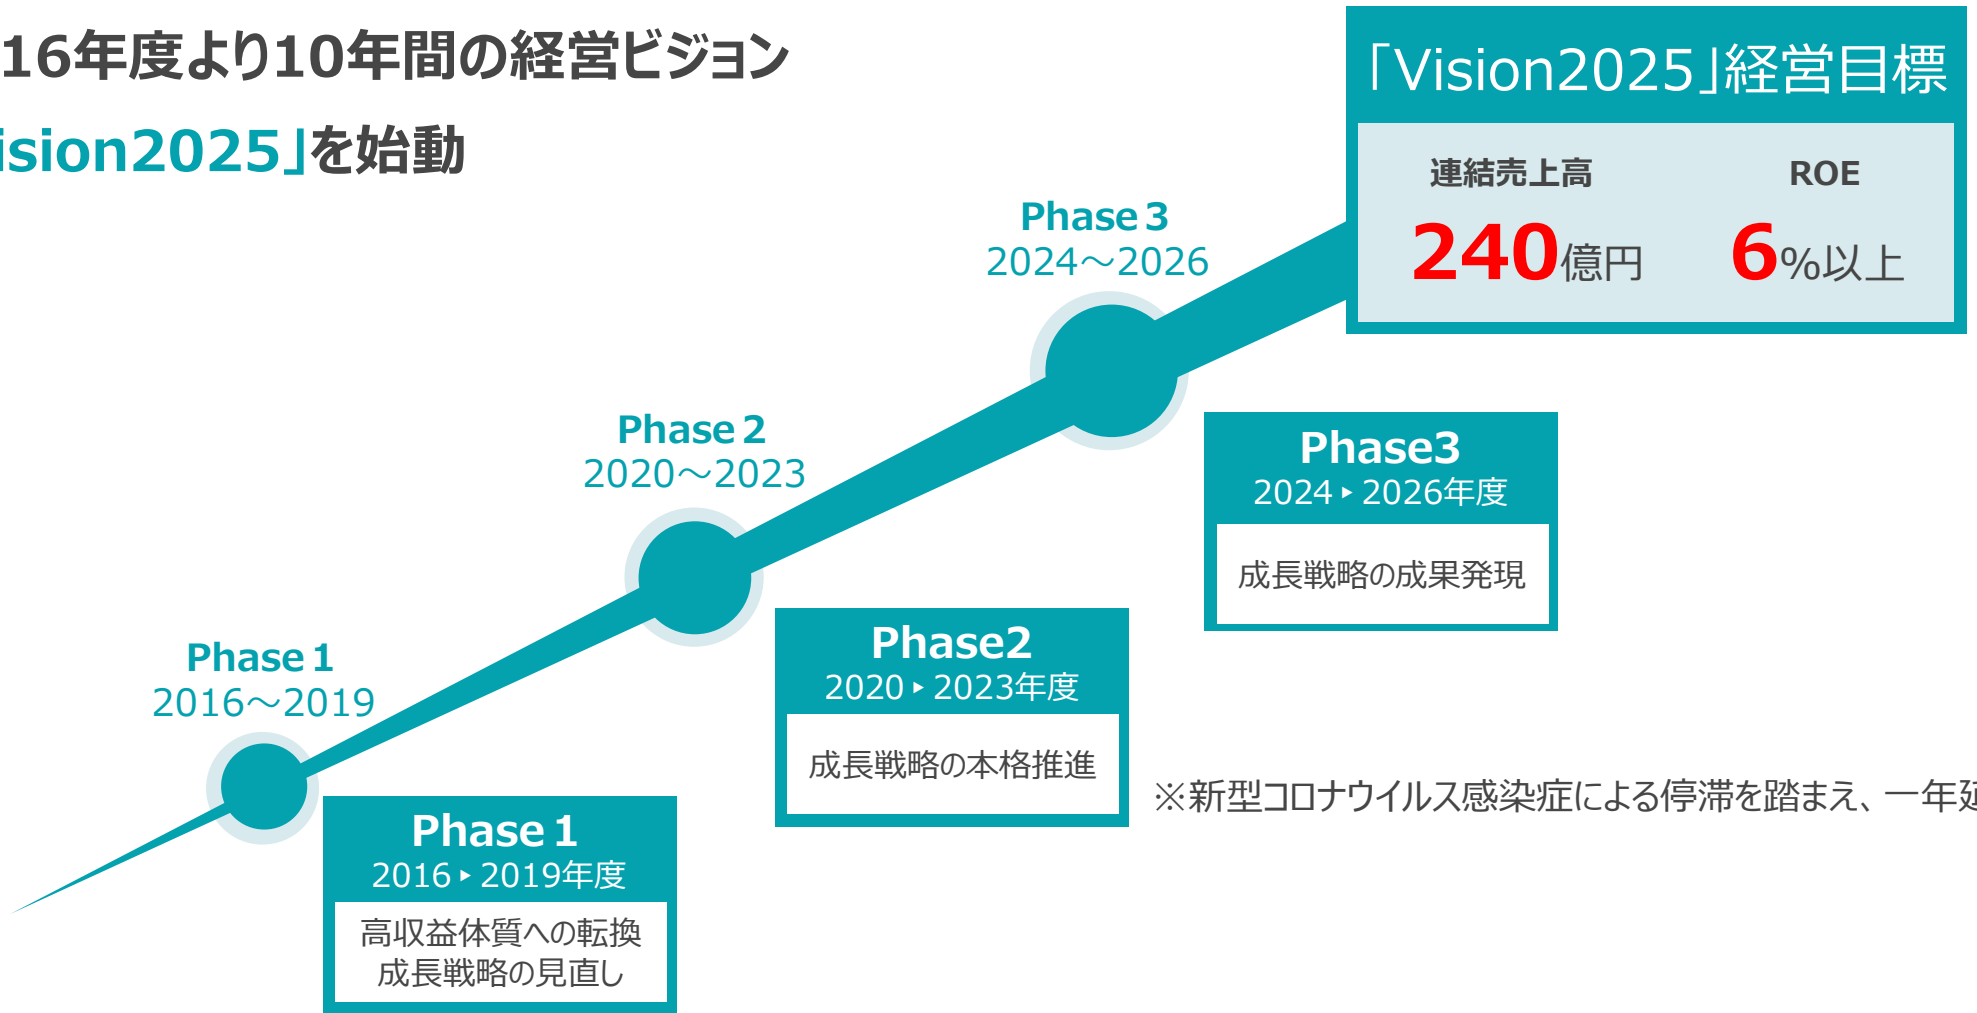 16年度より10年間の経営ビジョン
ision2025」を始動
「Vision2025」経営目標
連結売上高
ROE
240億円
6%以上
Phase 3
2024～2026
Phase 2
2020～2023
Phase 1
2016～2019
Phase3
2024▶2026年度
成長戦略の成果発現
Phase2
2020▶2023年度
成長戦略の本格推進
※新型コロナウイルス感染症による停滞を踏まえ、一年延
Phase 1
2016▶2019年度
高収益体質への転換
成長戦略の見直し